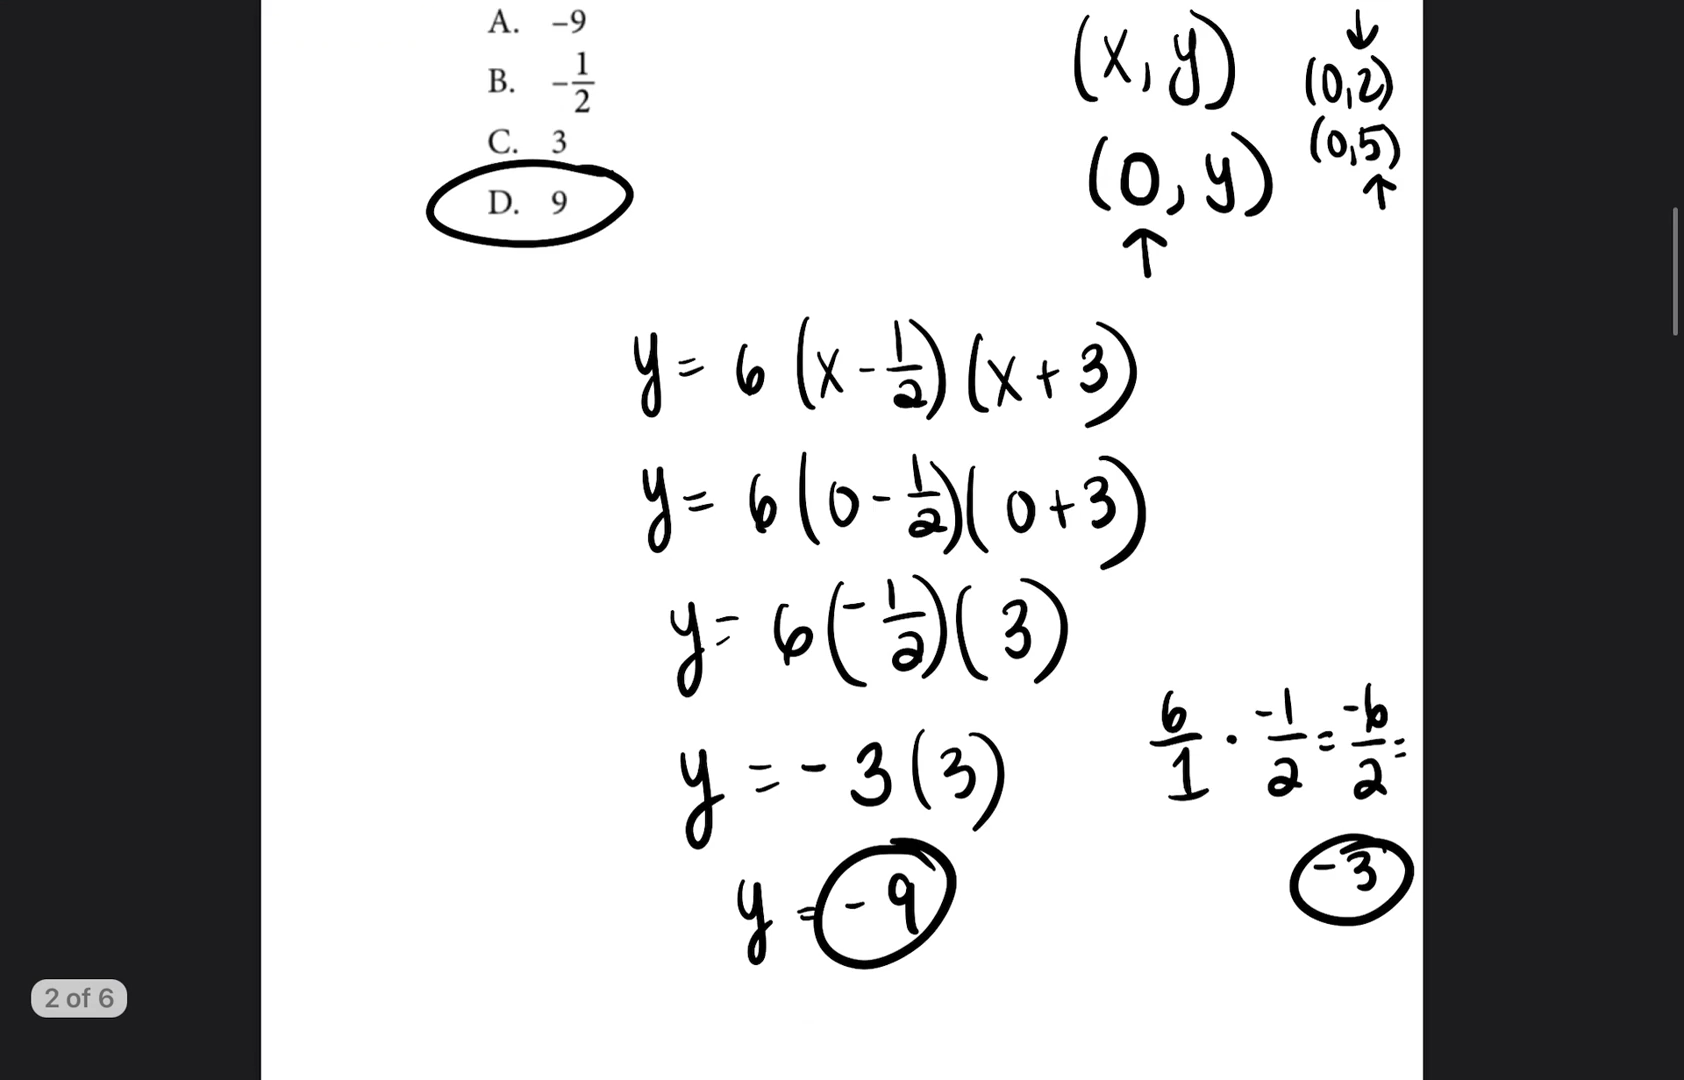 A. −9
B. −1/2
C. 3
D. 9
(x, y)
(0,2)
(0,5)
(0, y)
y = 6 (x - 1/2) (x + 3)
y = 6 (0 - 1/2)( 0 + 3)
y = 6 (-1/2)( 3)
y = - 3 (3)
6/1 · -1/2 = -6/2 =
-3
y = - 9
2 of 6